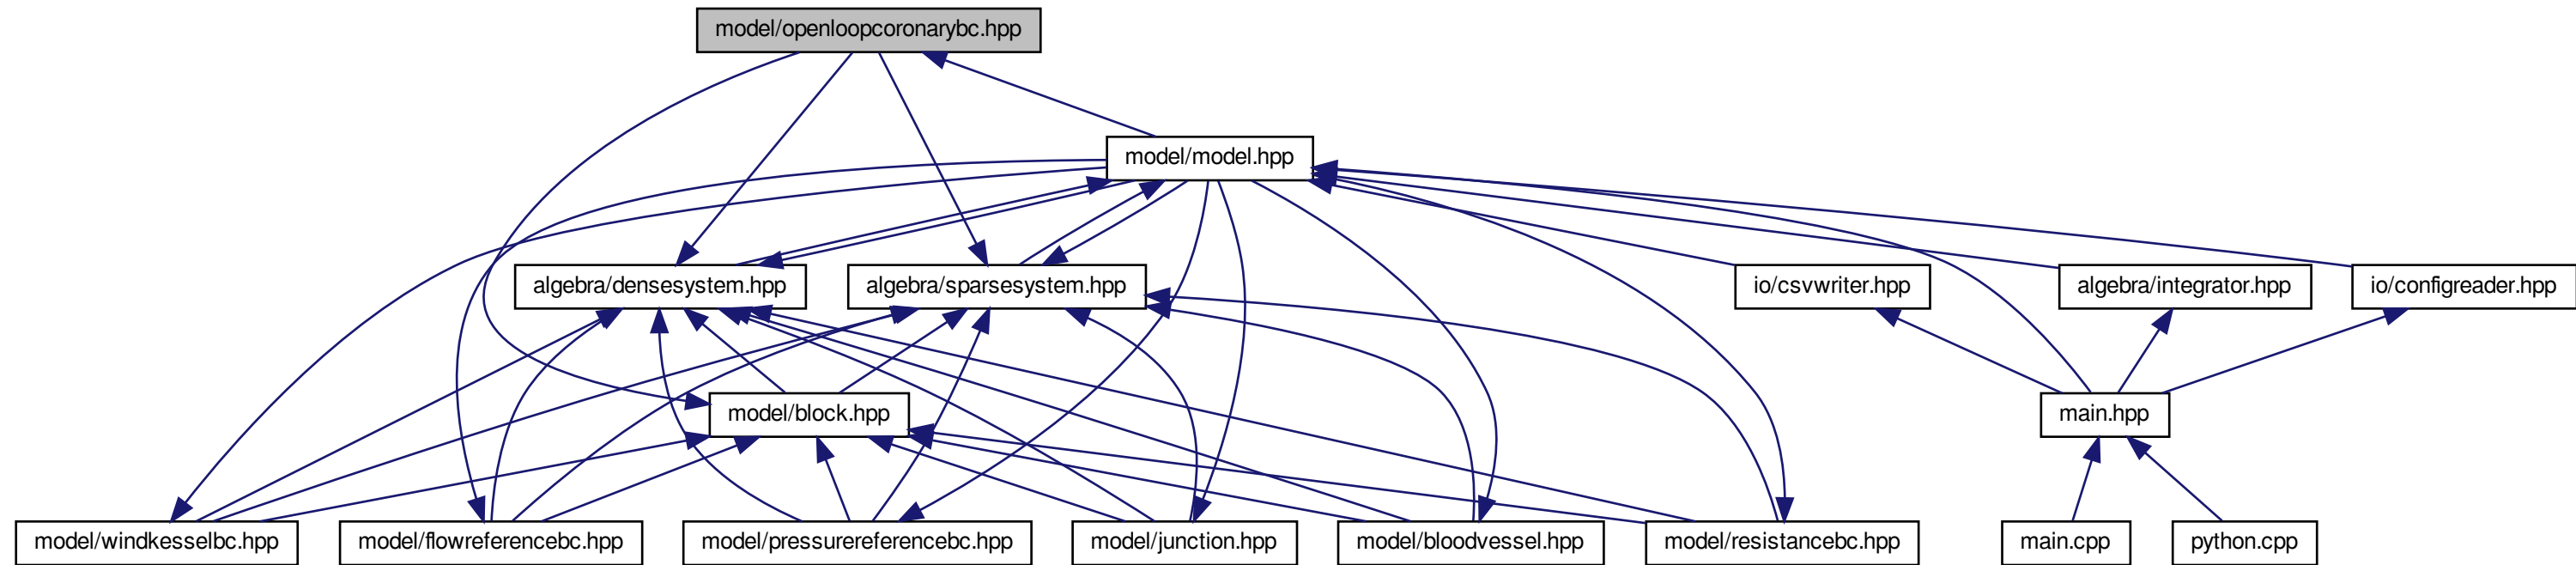 model/openloopcoronarybc.hpp
model/model.hpp
algebra/densesystem.hpp
algebra/sparsesystem.hpp
io/csvwriter.hpp
algebra/integrator.hpp
io/configreader.hpp
model/block.hpp
main.hpp
model/windkesselbc.hpp
model/flowreferencebc.hpp
model/pressurereferencebc.hpp
model/junction.hpp
model/bloodvessel.hpp
model/resistancebc.hpp
main.cpp
python.cpp